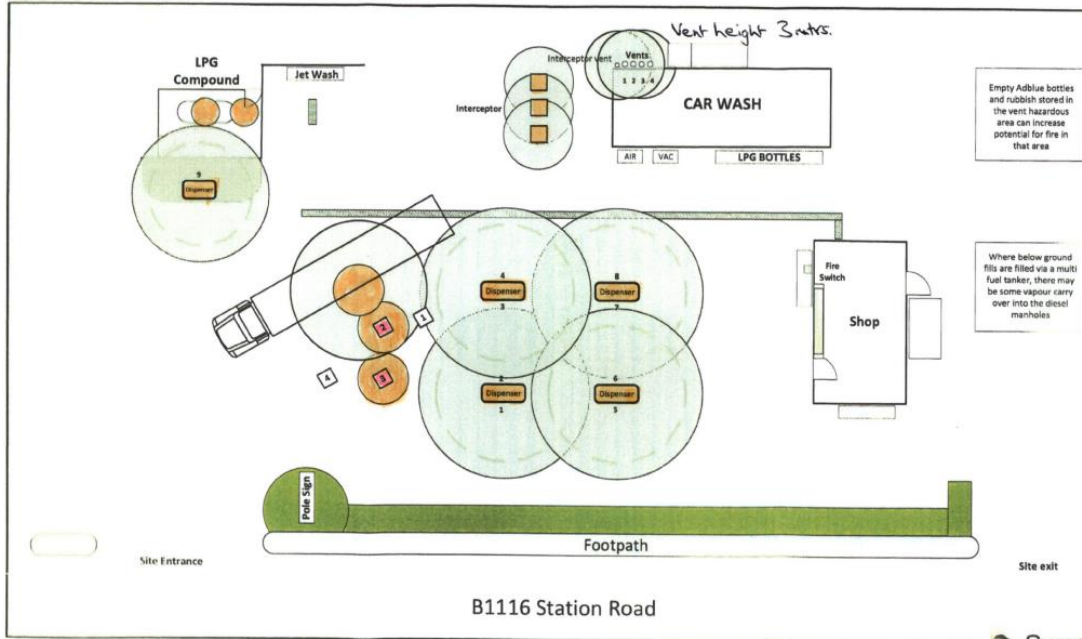 Vent height 3 mtrs.
LPG
Compound
Jet Wash
Interceptor vent
Vents
1 2 3 4
CAR WASH
Interceptor
AIR
VAC
LPG BOTTLES
Empty Adblue bottles
and rubbish stored in
the vent hazardous
area can increase
potential for fire in
that area
9
Dispenser
4
Dispenser
3
8
Dispenser
7
Fire
Switch
Shop
Where below ground
fills are filled via a multi
fuel tanker, there may
be some vapour carry
over into the diesel
manholes
1
2
3
4
2
Dispenser
1
6
Dispenser
5
Pole Sign
Footpath
Site Entrance
Site exit
B1116 Station Road